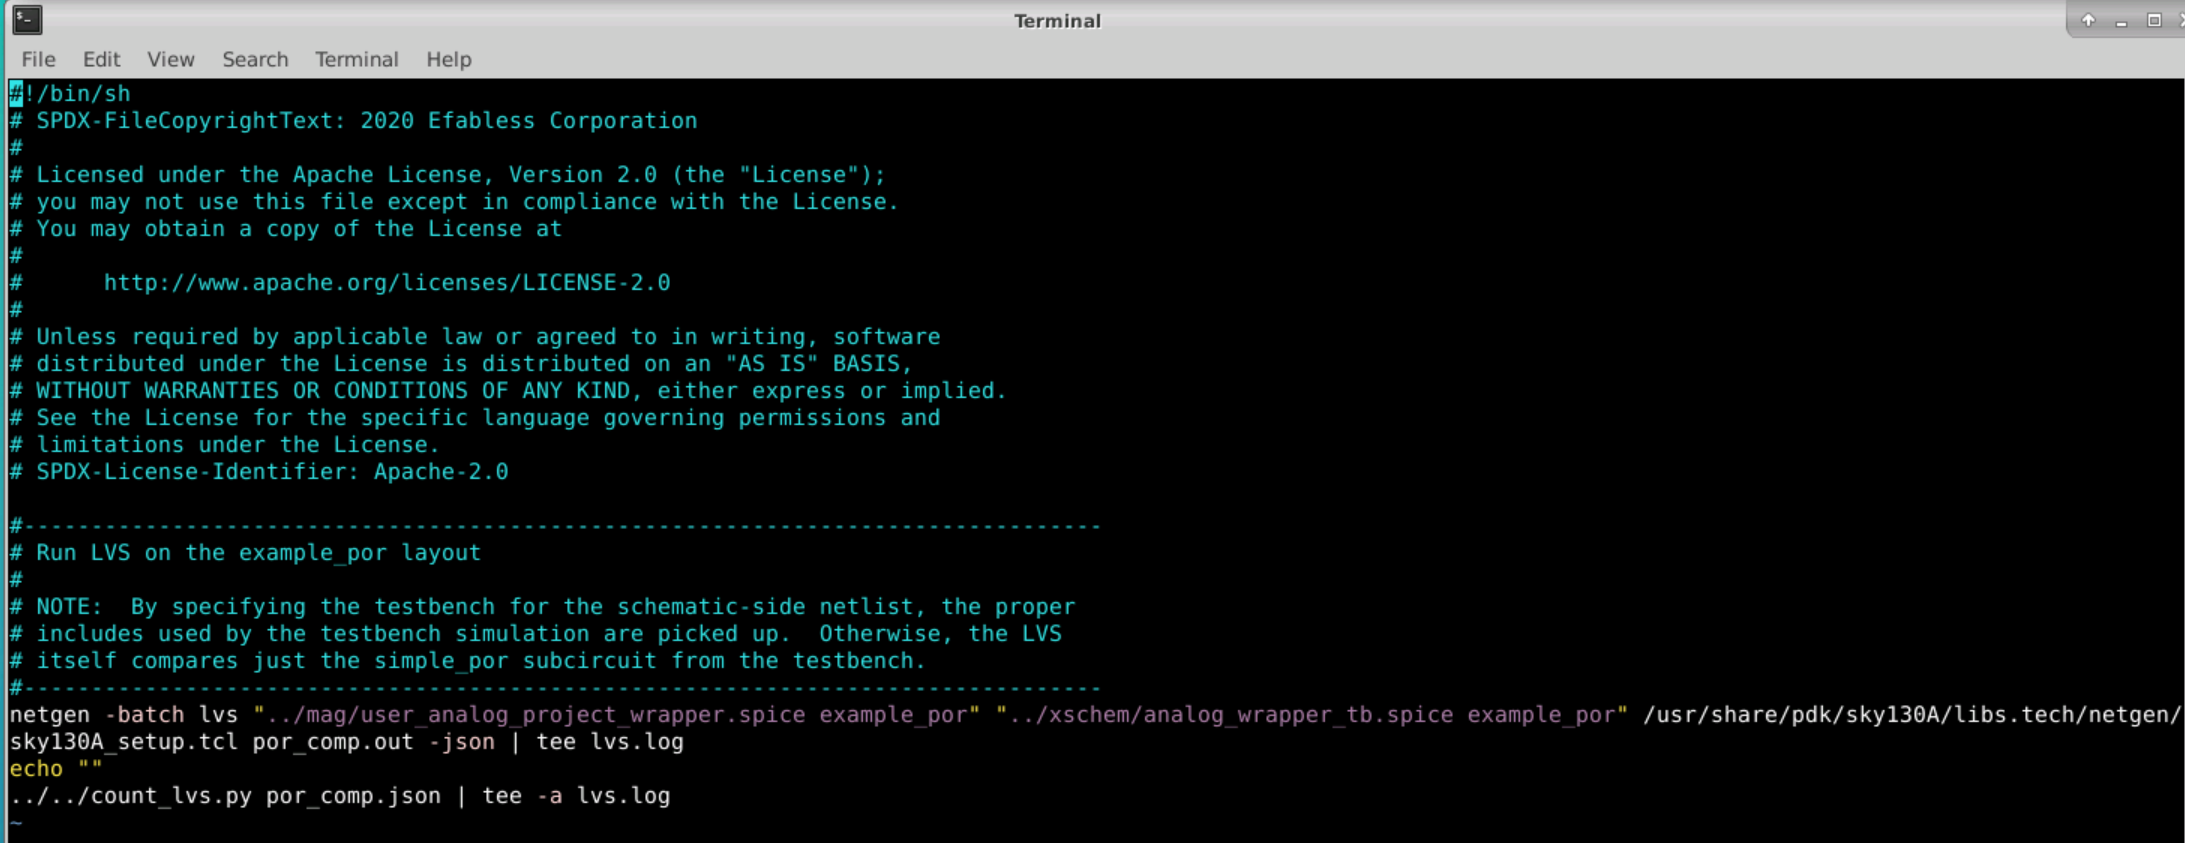 Terminal
File Edit View Search Terminal Help
#!/bin/sh
# SPDX-FileCopyrightText: 2020 Efabless Corporation
#
# Licensed under the Apache License, Version 2.0 (the "License");
# you may not use this file except in compliance with the License.
# You may obtain a copy of the License at
#
#      http://www.apache.org/licenses/LICENSE-2.0
#
# Unless required by applicable law or agreed to in writing, software
# distributed under the License is distributed on an "AS IS" BASIS,
# WITHOUT WARRANTIES OR CONDITIONS OF ANY KIND, either express or implied.
# See the License for the specific language governing permissions and
# limitations under the License.
# SPDX-License-Identifier: Apache-2.0

#--------------------------------------------------------------------------------
# Run LVS on the example_por layout
#
# NOTE:  By specifying the testbench for the schematic-side netlist, the proper
# includes used by the testbench simulation are picked up.  Otherwise, the LVS
# itself compares just the simple_por subcircuit from the testbench.
#--------------------------------------------------------------------------------
netgen -batch lvs "../mag/user_analog_project_wrapper.spice example_por" "../xschem/analog_wrapper_tb.spice example_por" /usr/share/pdk/sky130A/libs.tech/netgen/
sky130A_setup.tcl por_comp.out -json | tee lvs.log
echo ""
../../count_lvs.py por_comp.json | tee -a lvs.log
~